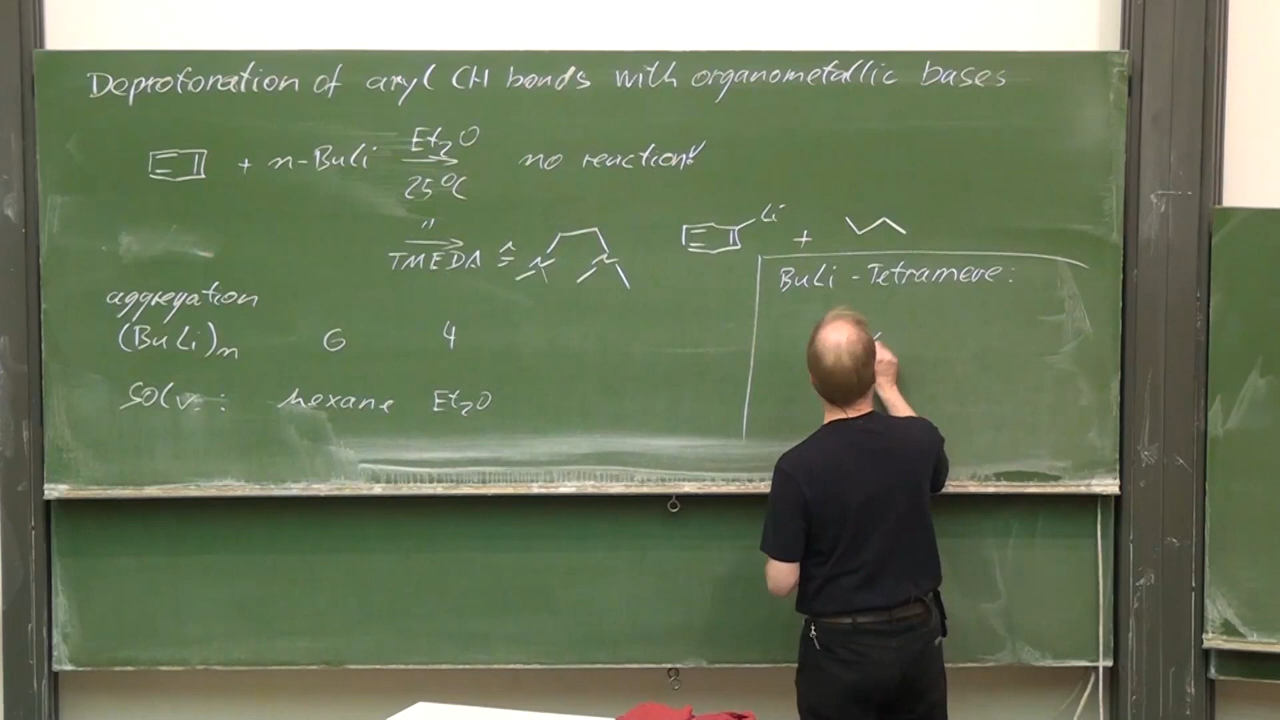 Deprotonation of aryl CH bonds with organometallic bases
+ n-BuLi Et₂O 25°C no reaction!
" TMEDA ≙ N N Li +
aggregation
(BuLi)n 6 4
solv.: hexane Et₂O
BuLi - Tetramere: